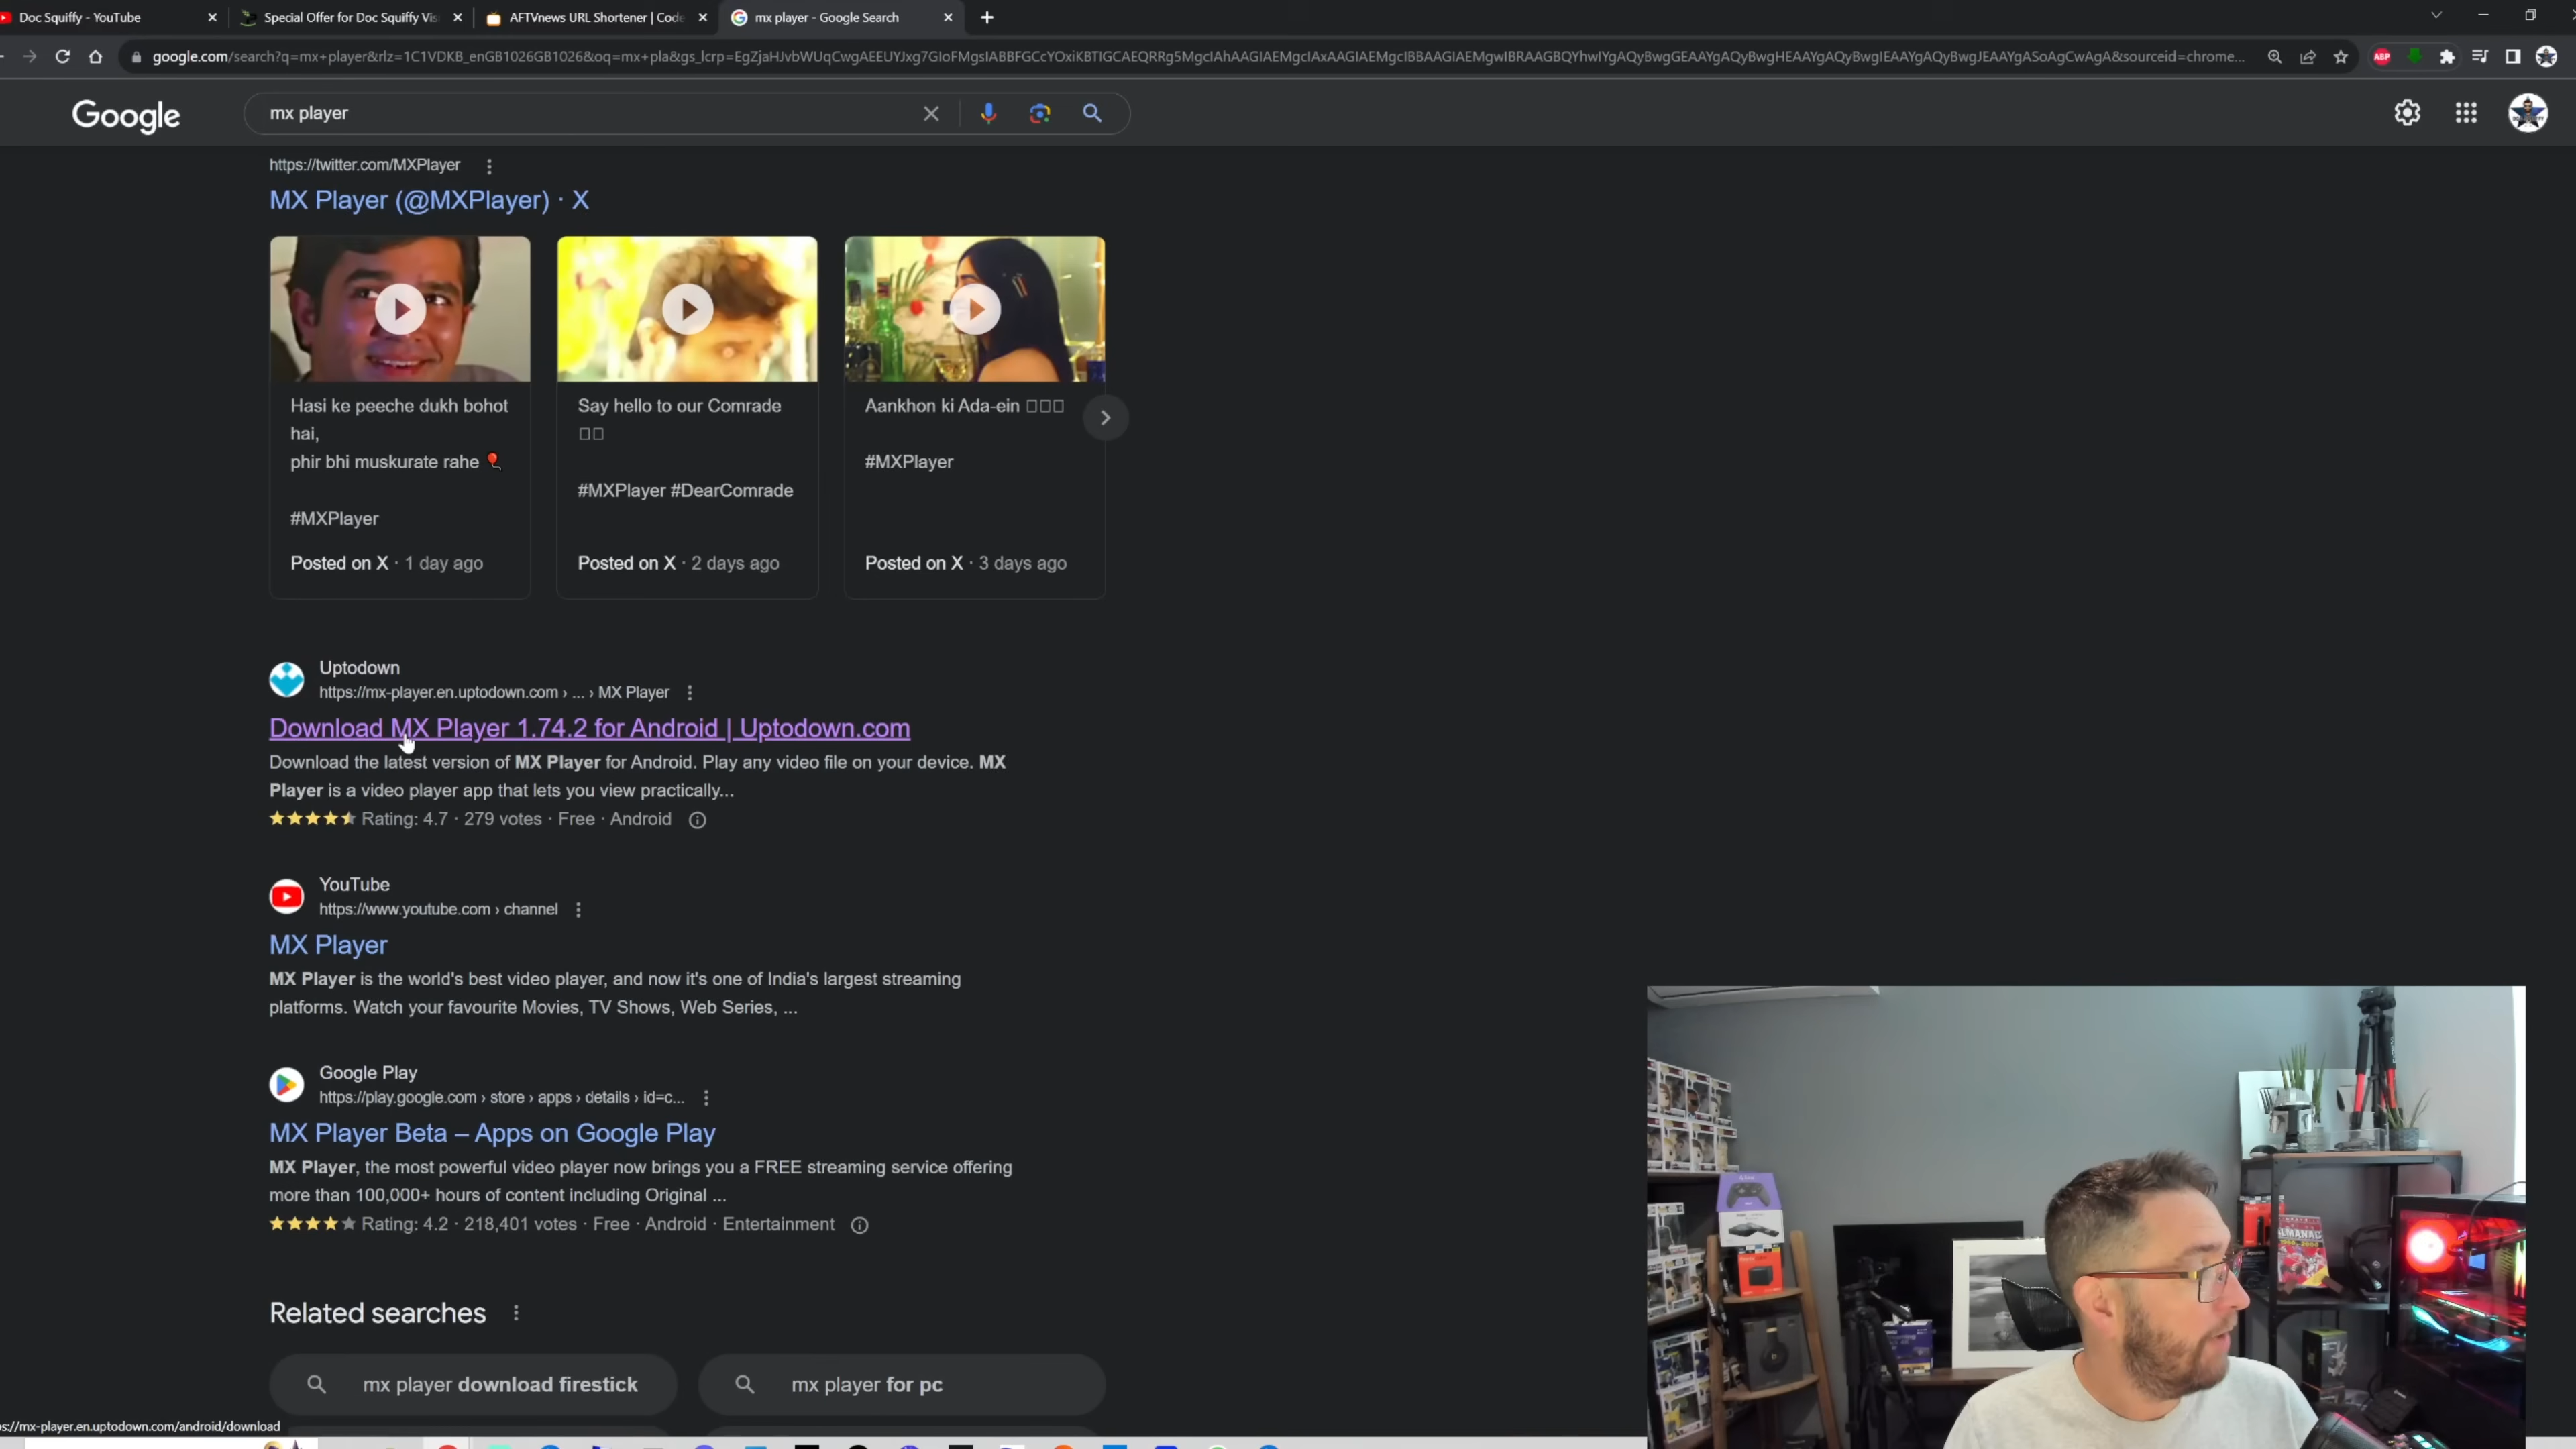 Doc Squiffy - YouTube
Special Offer for Doc Squiffy Vis
AFTVnews URL Shortener | Code
mx player - Google Search
google.com/search?q=mx+player&rlz=1C1VDKB_enGB1026GB1026&oq=mx+pla&gs_lcrp=
ABP
Google
mx player
https://twitter.com/MXPlayer
MX Player (@MXPlayer) · X
Hasi ke peeche dukh bohot
hai,
phir bhi muskurate rahe 🎈
#MXPlayer
Posted on X · 1 day ago
Say hello to our Comrade
#MXPlayer #DearComrade
Posted on X · 2 days ago
Aankhon ki Ada-ein
#MXPlayer
Posted on X · 3 days ago
Uptodown
https://mx-player.en.uptodown.com › ... › MX Player
Download MX Player 1.74.2 for Android | Uptodown.com
Download the latest version of MX Player for Android. Play any video file on your device. MX
Player is a video player app that lets you view practically...
Rating: 4.7 · 279 votes · Free · Android
YouTube
https://www.youtube.com › channel
MX Player
MX Player is the world's best video player, and now it's one of India's largest streaming
platforms. Watch your favourite Movies, TV Shows, Web Series, ...
Google Play
https://play.google.com › store › apps › details › id=c...
MX Player Beta – Apps on Google Play
MX Player, the most powerful video player now brings you a FREE streaming service offering
more than 100,000+ hours of content including Original ...
Rating: 4.2 · 218,401 votes · Free · Android · Entertainment
Related searches
mx player download firestick
mx player for pc
s://mx-player.en.uptodown.com/android/download